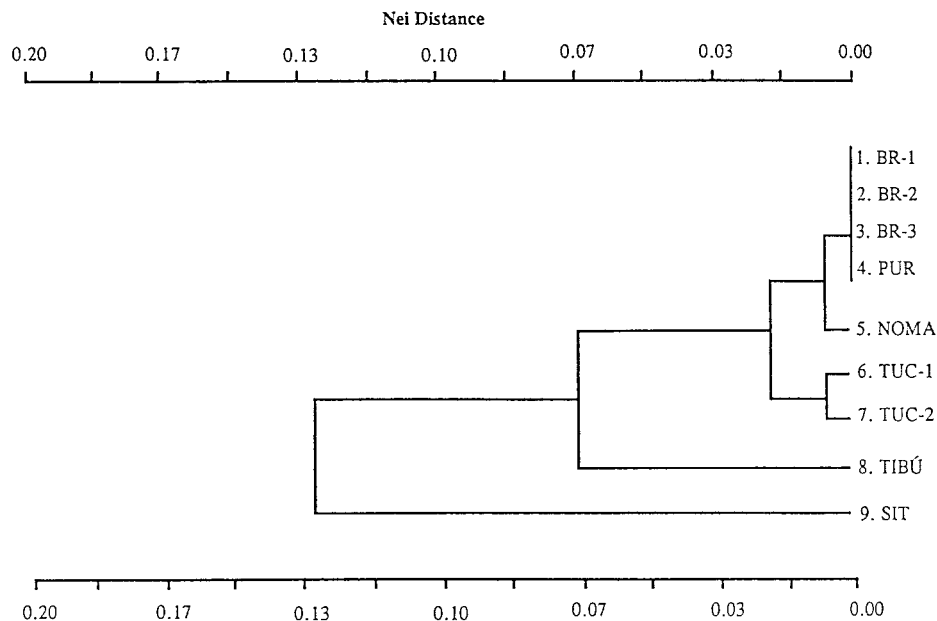 Nei Distance
0.20 0.17 0.13 0.10 0.07 0.03 0.00
1. BR-1
2. BR-2
3. BR-3
4. PUR
5. NOMA
6. TUC-1
7. TUC-2
8. TIBÚ
9. SIT
0.20 0.17 0.13 0.10 0.07 0.03 0.00